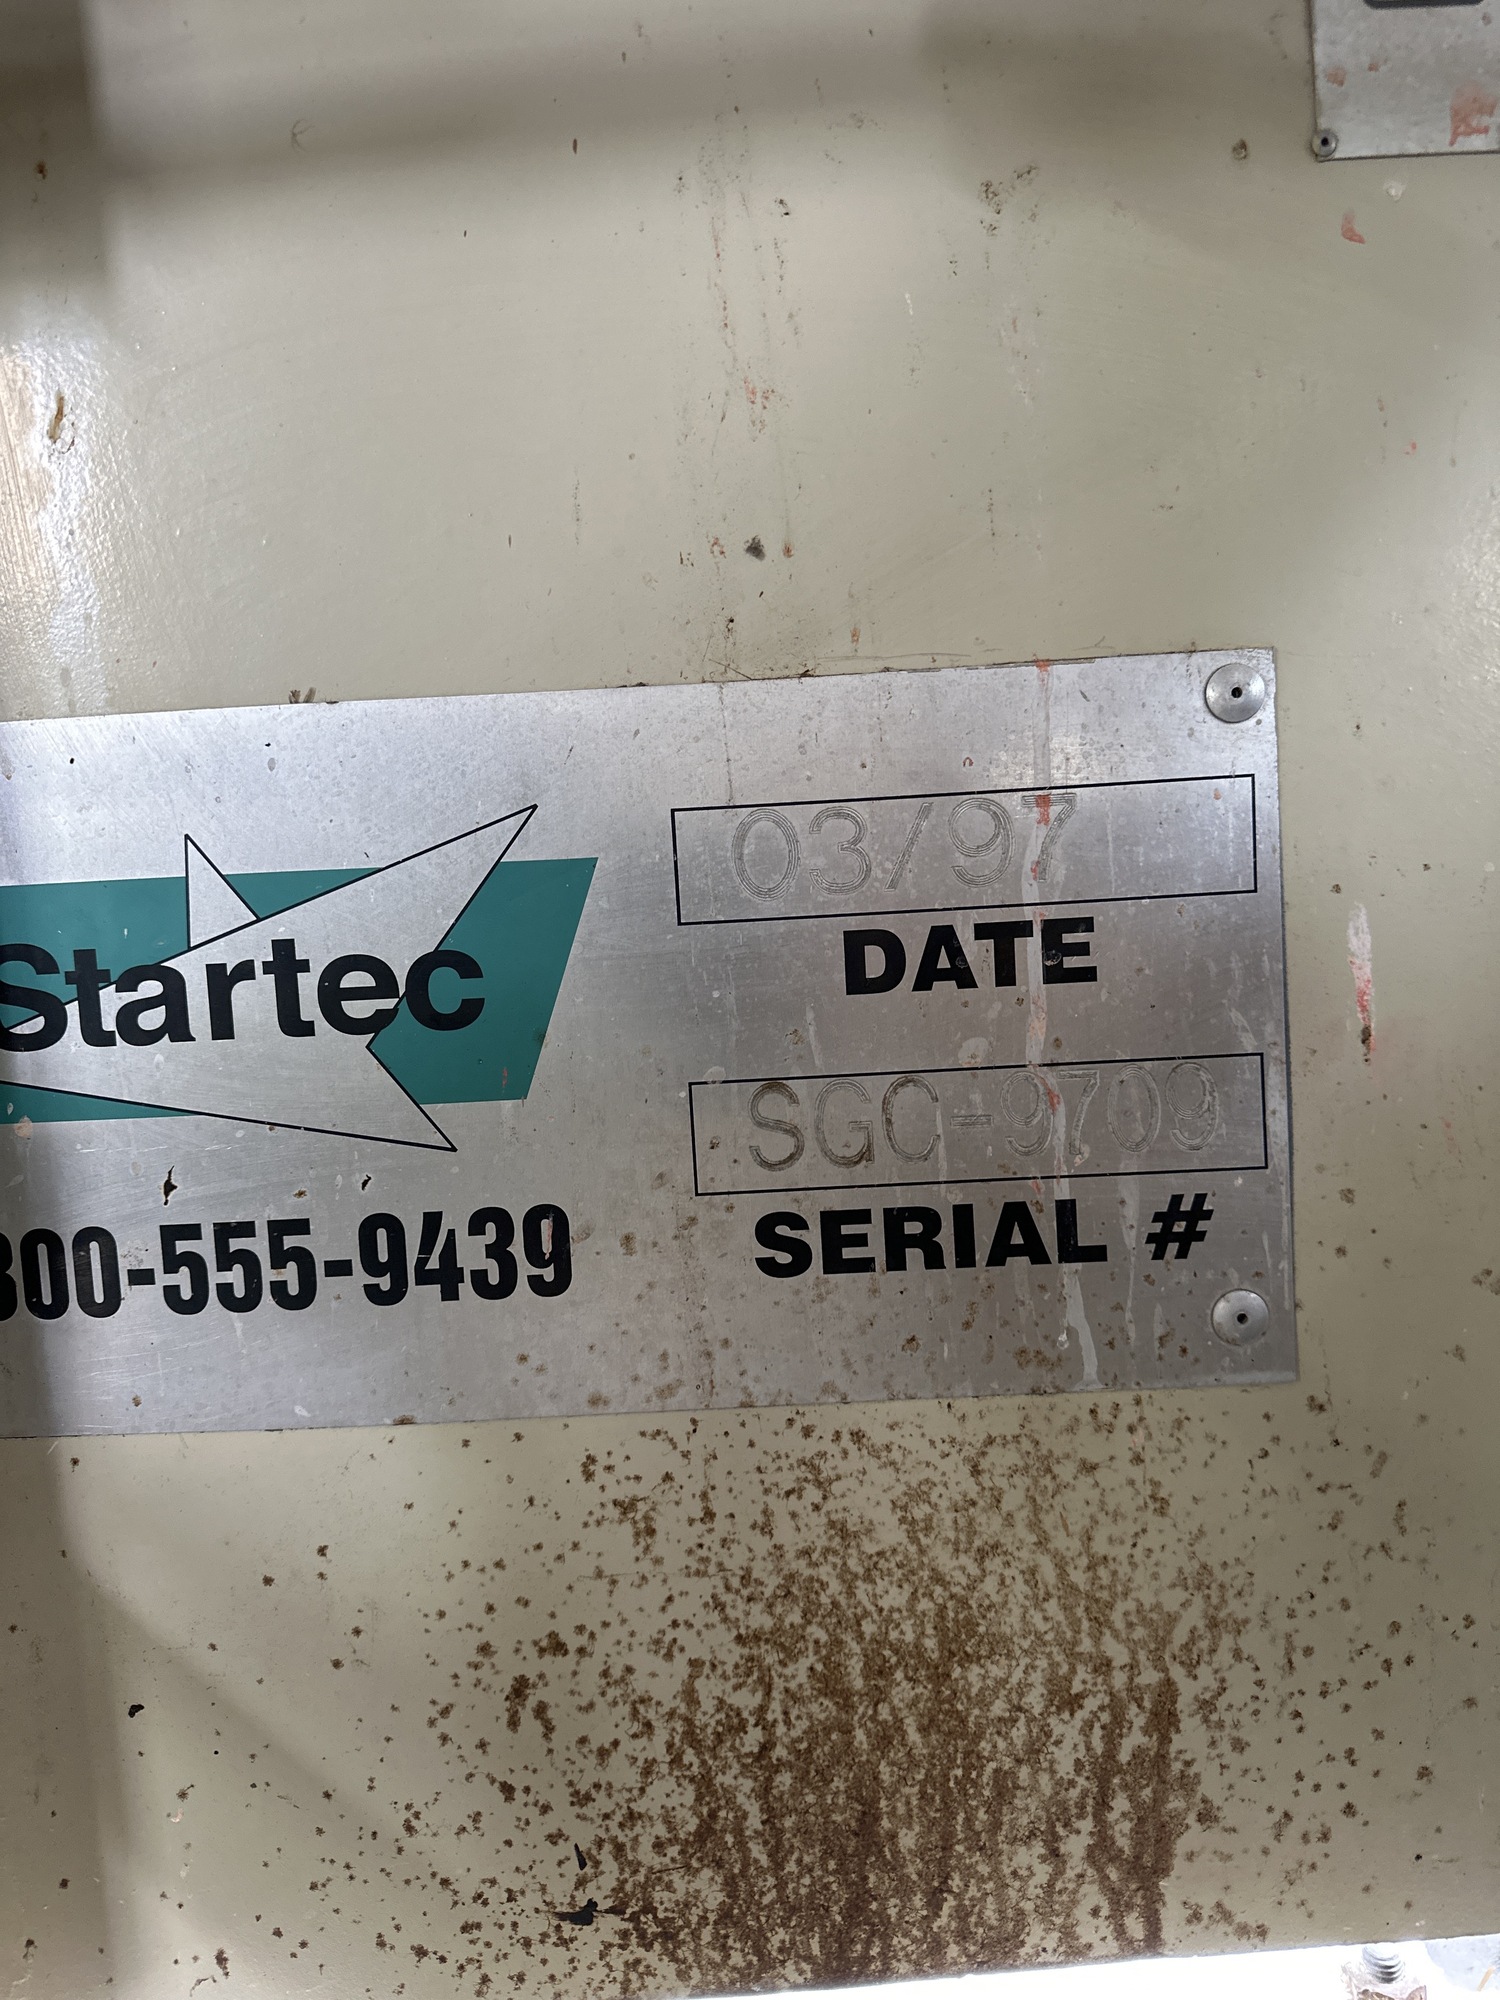 03/97
DATE
Startec
SGC-9709
SERIAL #
800-555-9439